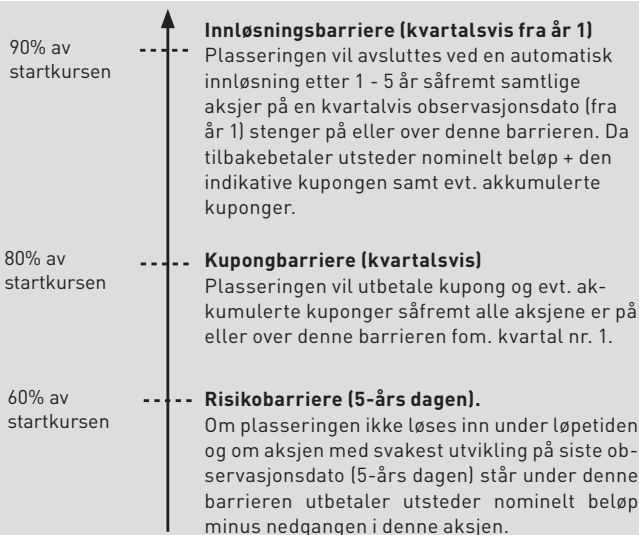 90% av
startkursen
Innløsningsbarriere (kvartalsvis fra år 1)
Plasseringen vil avsluttes ved en automatisk
innløsning etter 1 - 5 år såfremt samtlige
aksjer på en kvartalvis observasjonsdato (fra
år 1) stenger på eller over denne barrieren. Da
tilbakebetaler utsteder nominelt beløp + den
indikative kupongen samt evt. akkumulerte
kuponger.
80% av
startkursen
Kupongbarriere (kvartalsvis)
Plasseringen vil utbetale kupong og evt. ak-
kumulerte kuponger såfremt alle aksjene er på
eller over denne barrieren fom. kvartal nr. 1.
60% av
startkursen
Risikobarriere (5-års dagen).
Om plasseringen ikke løses inn under løpetiden
og om aksjen med svakest utvikling på siste ob-
servasjonsdato (5-års dagen) står under denne
barrieren utbetaler utsteder nominelt beløp
minus nedgangen i denne aksjen.